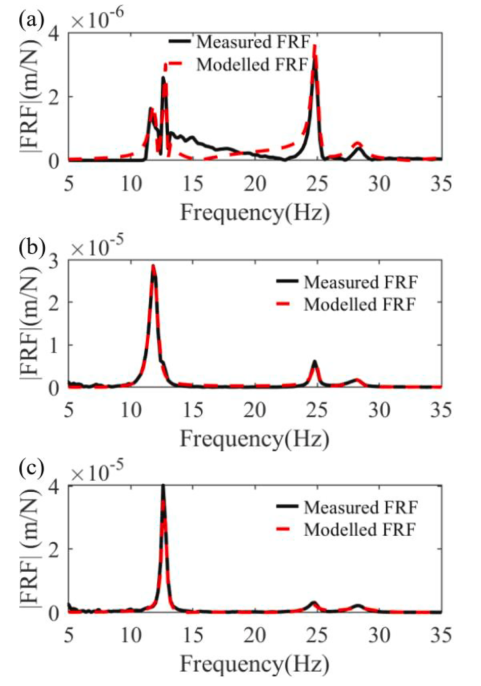 (a)
×10⁻⁶
Measured FRF
Modelled FRF
|FRF|(m/N)
4
2
0
5 10 15 20 25 30 35
Frequency(Hz)
(b)
×10⁻⁵
Measured FRF
Modelled FRF
|FRF|(m/N)
3
2
1
0
5 10 15 20 25 30 35
Frequency(Hz)
(c)
×10⁻⁵
Measured FRF
Modelled FRF
|FRF| (m/N)
4
2
0
5 10 15 20 25 30 35
Frequency(Hz)